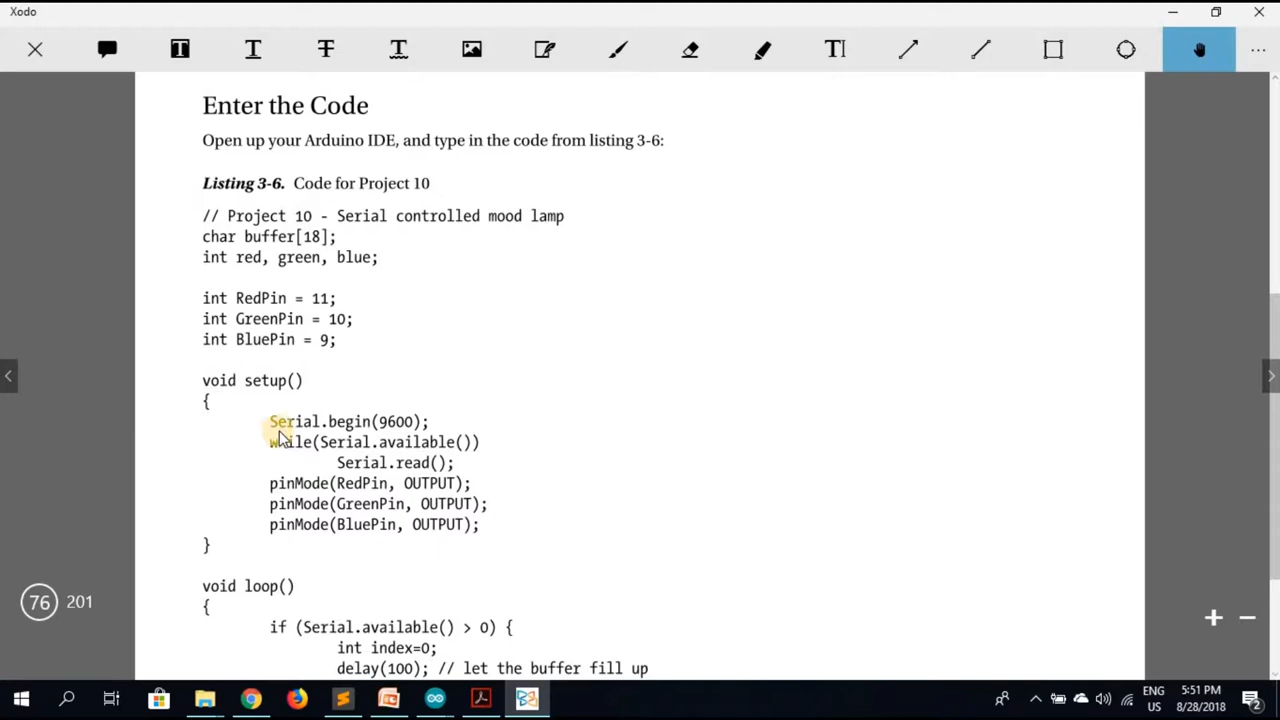 Xodo
Enter the Code
Open up your Arduino IDE, and type in the code from listing 3-6:
Listing 3-6. Code for Project 10
// Project 10 - Serial controlled mood lamp
char buffer[18];
int red, green, blue;
int RedPin = 11;
int GreenPin = 10;
int BluePin = 9;
void setup()
{
Serial.begin(9600);
while(Serial.available())
Serial.read();
pinMode(RedPin, OUTPUT);
pinMode(GreenPin, OUTPUT);
pinMode(BluePin, OUTPUT);
}
void loop()
{
if (Serial.available() > 0) {
int index=0;
delay(100); // let the buffer fill up
76 201
ENG
US
5:51 PM
8/28/2018
2